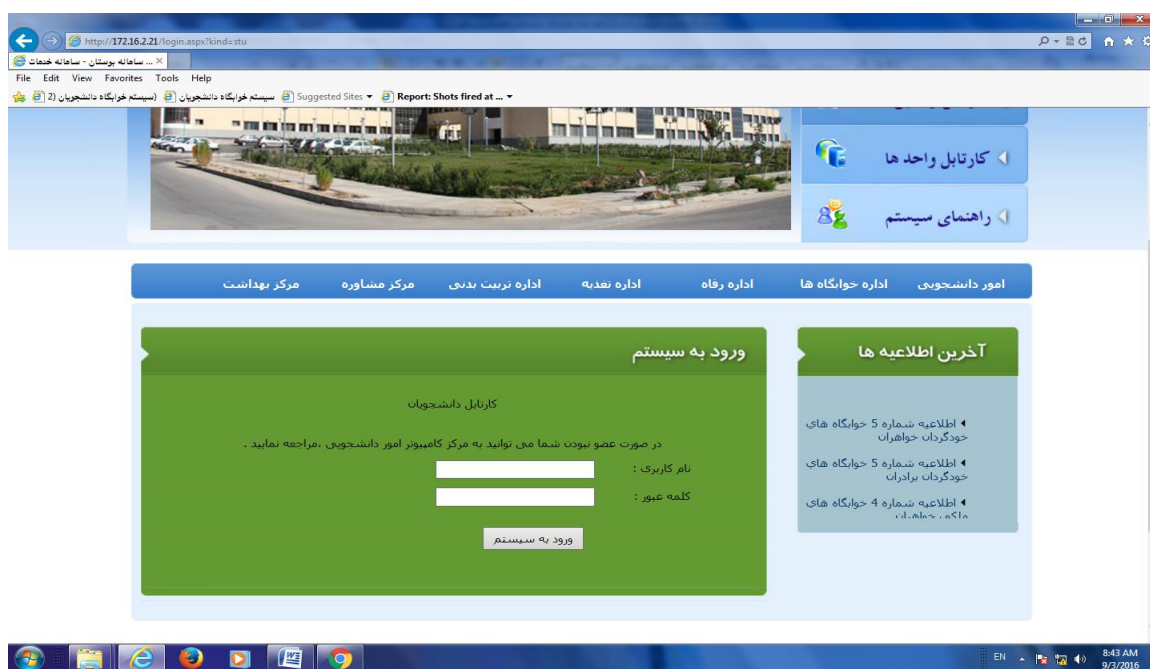 http://172.16.2.21/login.aspx?kind=stu
سامانه بوستان - سامانه خدمات ...
File Edit View Favorites Tools Help
سیستم خوابگاه دانشجویان (2)
سیستم خوابگاه دانشجویان
Suggested Sites
Report: Shots fired at ...
کارتابل واحد ها
راهنمای سیستم
امور دانشجویی اداره خوابگاه ها اداره رفاه اداره تغذیه اداره تربیت بدنی مرکز مشاوره مرکز بهداشت
آخرین اطلاعیه ها
اطلاعیه شماره 5 خوابگاه های
خودگردان خواهران
اطلاعیه شماره 5 خوابگاه های
خودگردان برادران
اطلاعیه شماره 4 خوابگاه های
ملکی خواهران
ورود به سیستم
کارتابل دانشجویان
در صورت عضو نبودن شما می توانید به مرکز کامپیوتر امور دانشجویی ،مراجعه نمایید .
نام کاربری :
کلمه عبور :
ورود به سیستم
EN
8:43 AM
9/3/2016